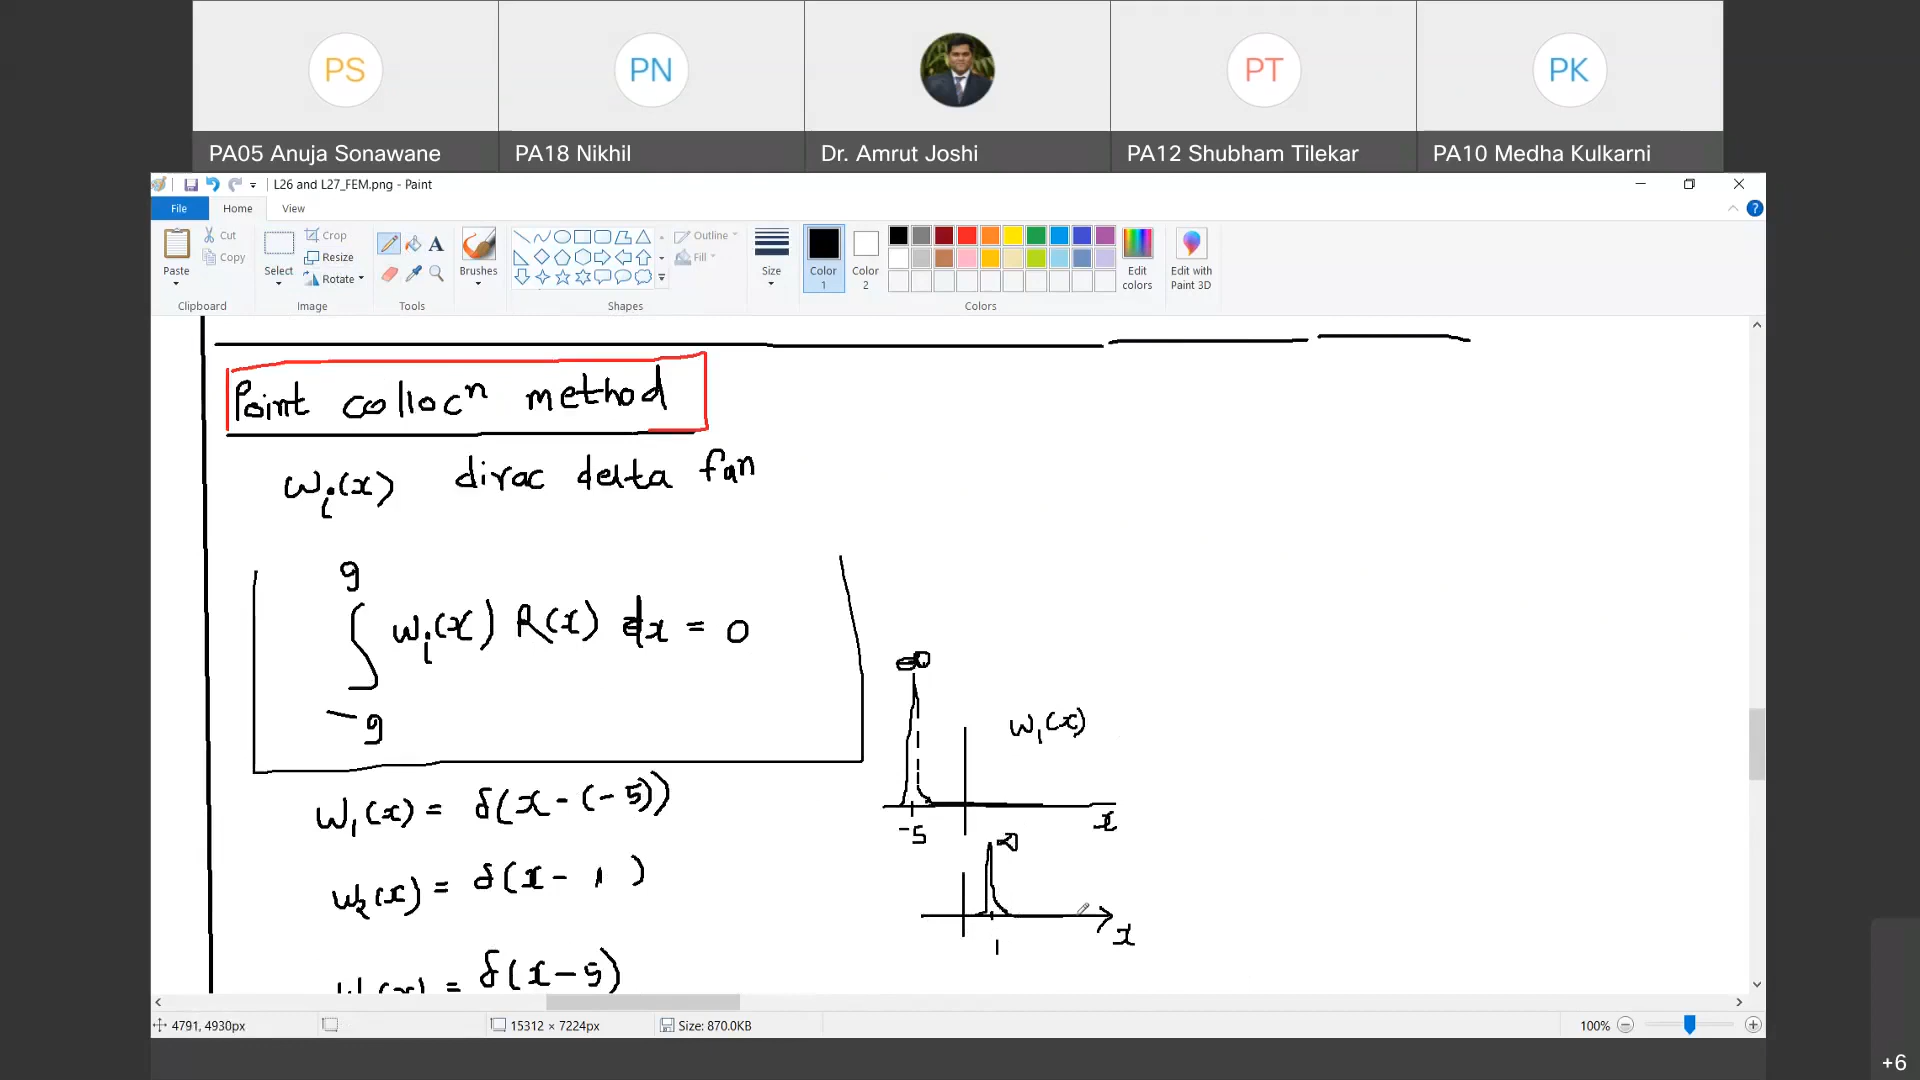 PS
PN
PT
PK
PA05 Anuja Sonawane
PA18 Nikhil
Dr. Amrut Joshi
PA12 Shubham Tilekar
PA10 Medha Kulkarni
L26 and L27_FEM.png - Paint
File
Home
View
Paste
Cut
Copy
Clipboard
Select
Crop
Resize
Rotate
Image
A
Tools
Brushes
Outline
Fill
Shapes
Size
Color 1
Color 2
Edit colors
Colors
Edit with Paint 3D
?
Point collocⁿ method
Wᵢ(x) dirac delta fun
9
∫ Wᵢ(x) R(x) dx = 0
-9
∞
W₁(x)
-5
x
W₁(x) = δ(x-(-5))
∞
W₂(x) = δ(x-1)
1
x
δ(x-5)
4791, 4930px
15312 × 7224px
Size: 870.0KB
100%
+6